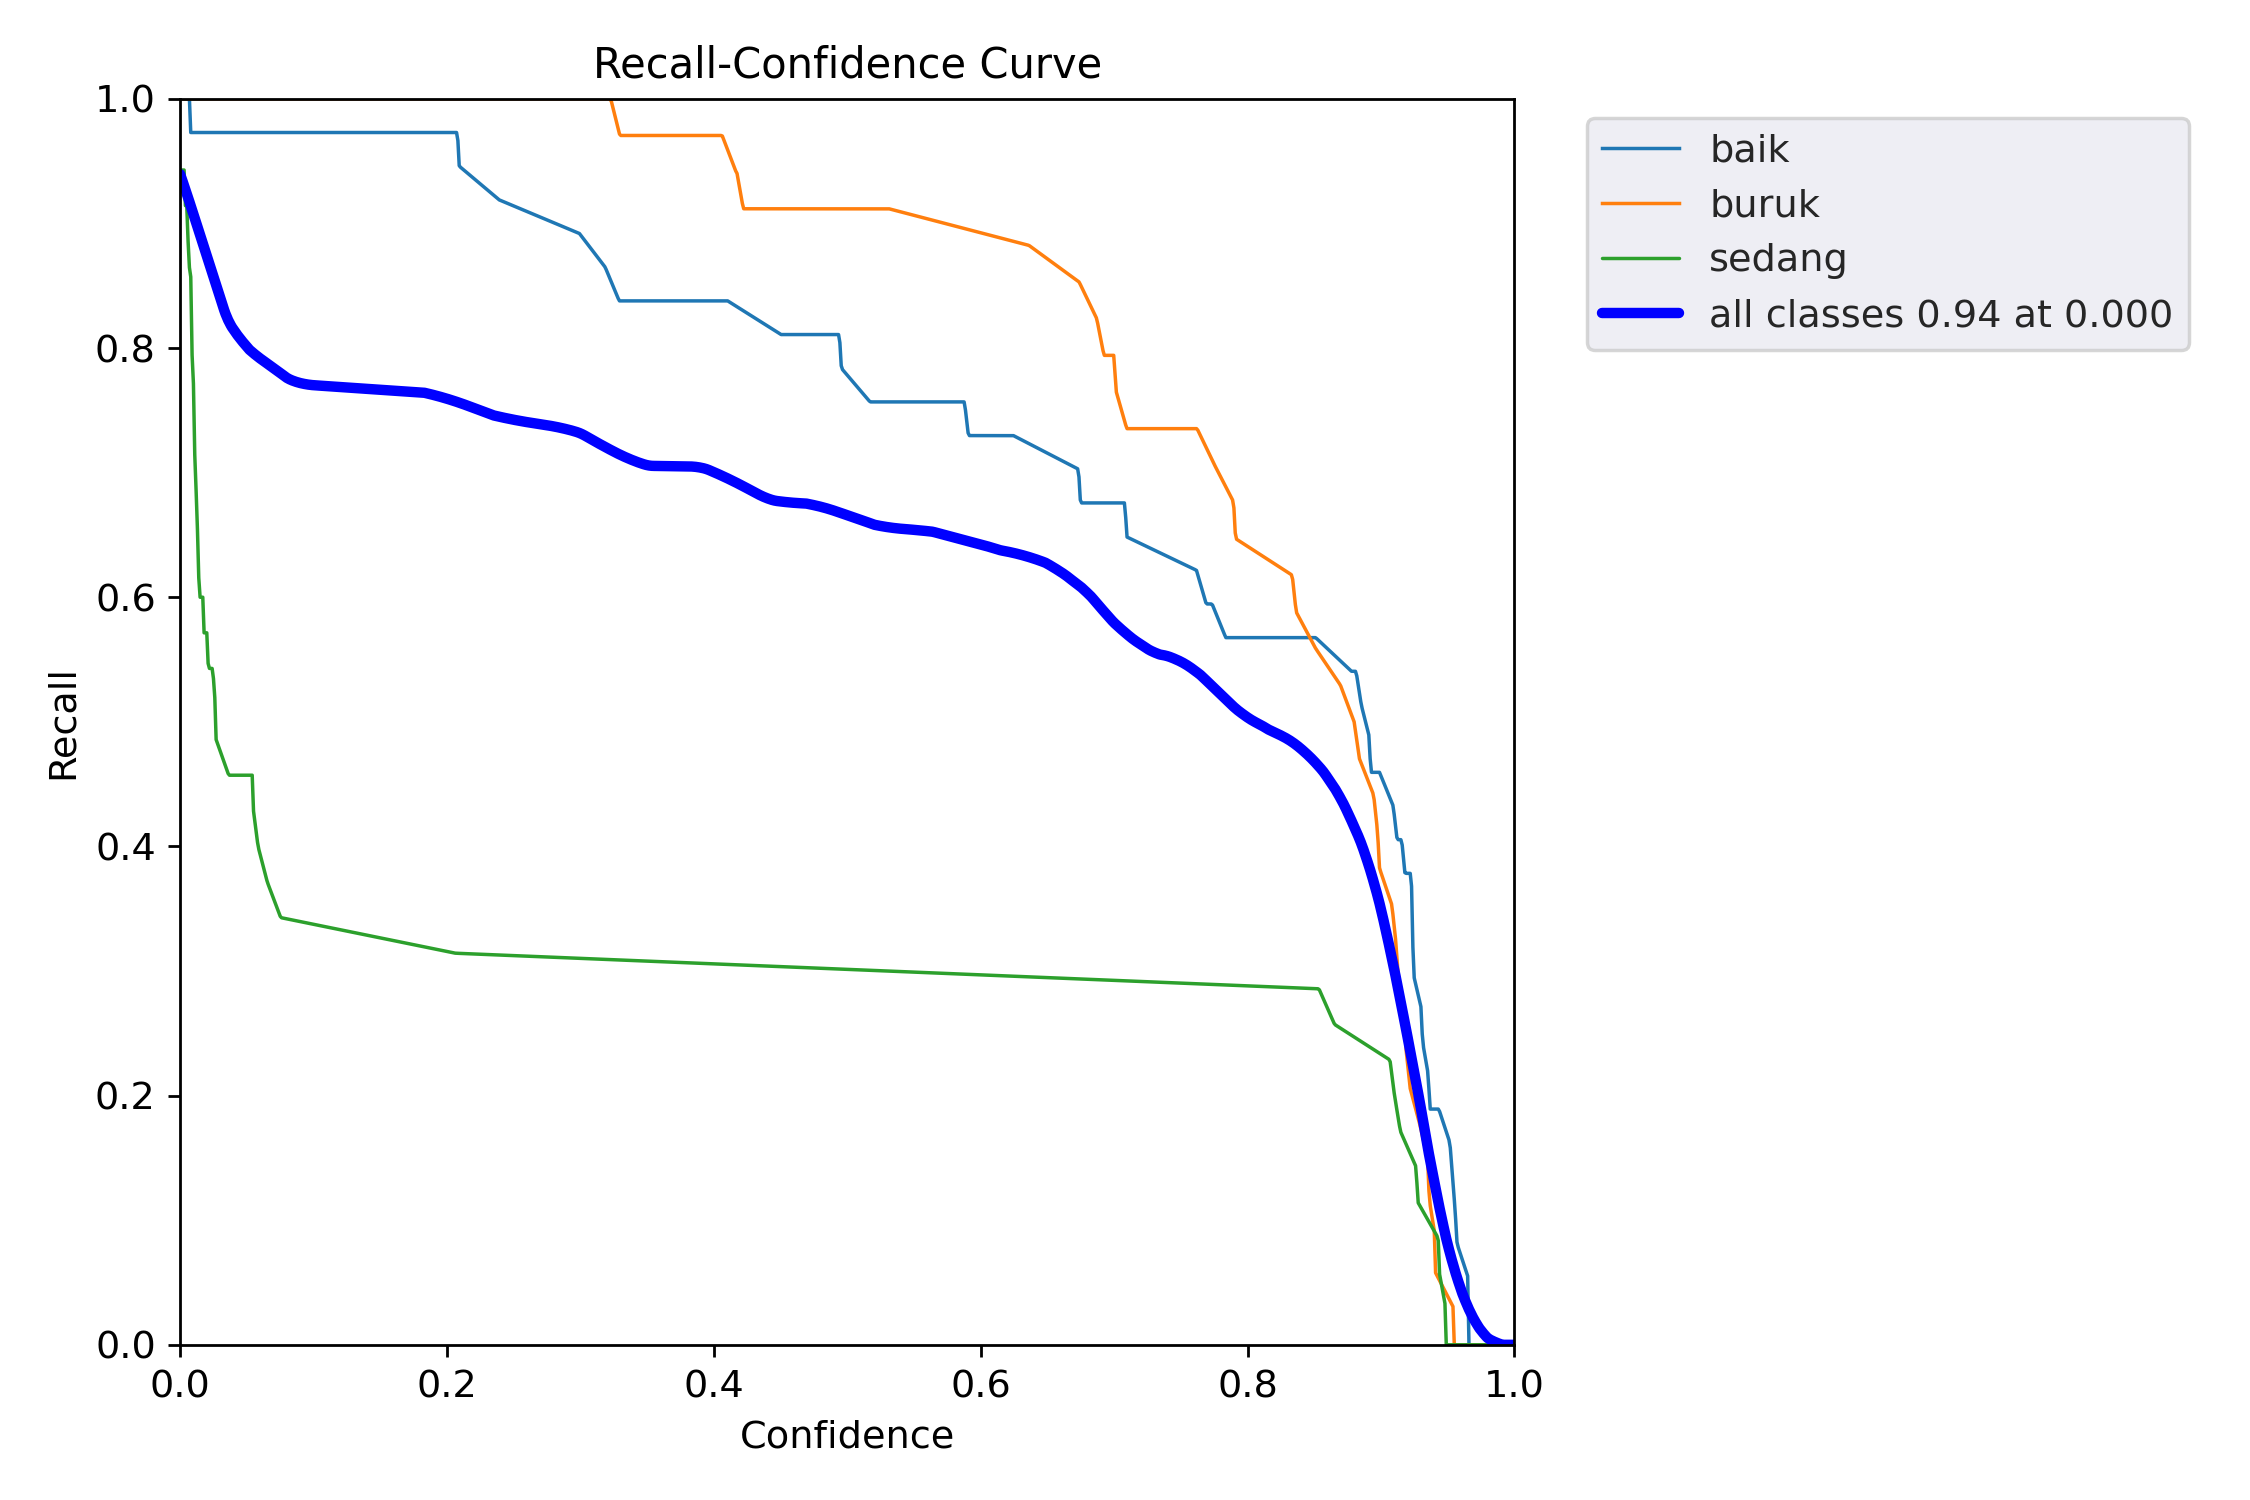 Recall-Confidence Curve
1.0
0.8
0.6
0.4
0.2
0.0
Recall
0.0 0.2 0.4 0.6 0.8 1.0
Confidence
baik
buruk
sedang
all classes 0.94 at 0.000